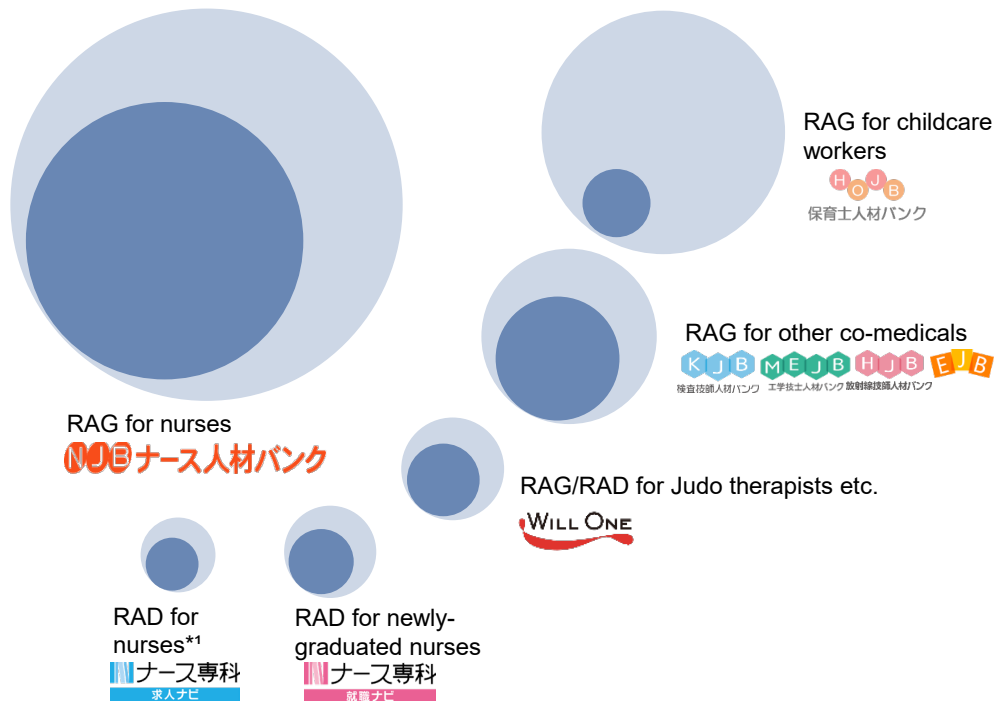 RAG for childcare
workers
HOJB
保育士人材バンク
RAG for other co-medicals
KJB MEJB HJB EJB
検査技師人材バンク 工学技士人材バンク 放射線技師人材バンク
RAG for nurses
NJB ナース人材バンク
RAG/RAD for Judo therapists etc.
WILL ONE
RAD for
nurses*¹
ナース専科
求人ナビ
RAD for newly-
graduated nurses
ナース専科
就職ナビ